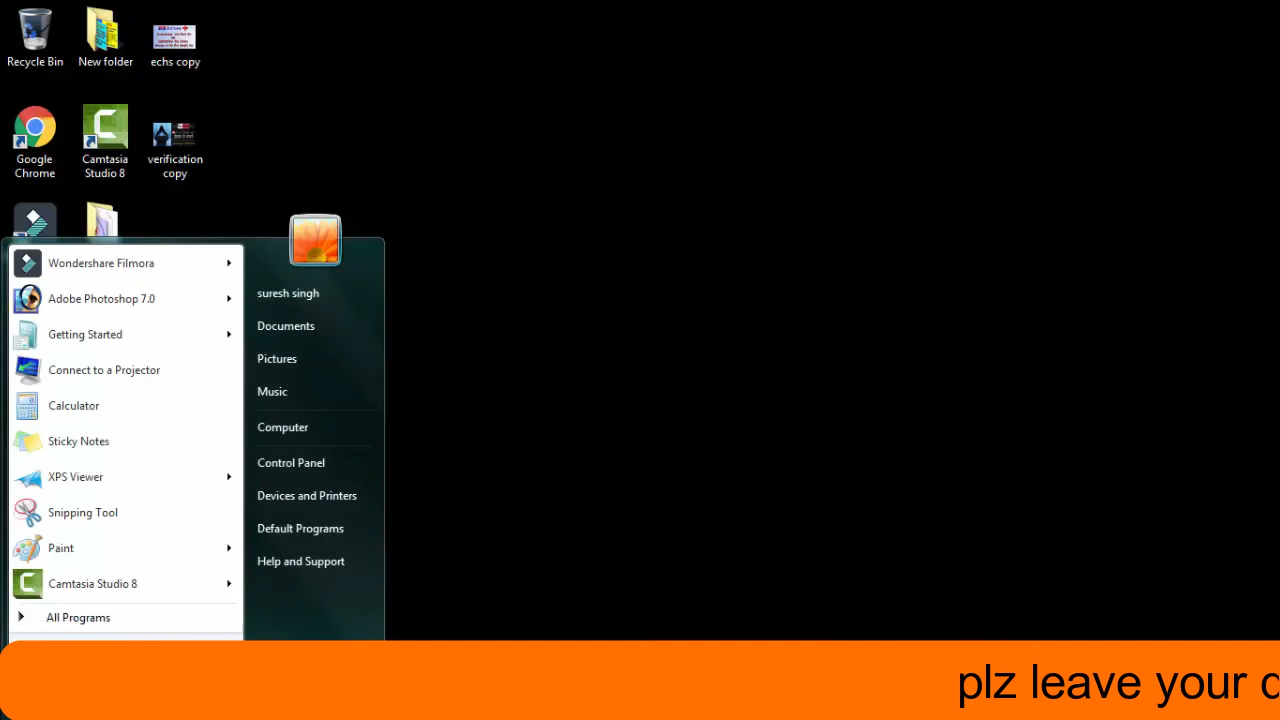 Recycle Bin
New folder
echs copy
Google
Chrome
Camtasia
Studio 8
verification
copy
Wondershare Filmora
Adobe Photoshop 7.0
Getting Started
Connect to a Projector
Calculator
Sticky Notes
XPS Viewer
Snipping Tool
Paint
Camtasia Studio 8
All Programs
suresh singh
Documents
Pictures
Music
Computer
Control Panel
Devices and Printers
Default Programs
Help and Support
plz leave your